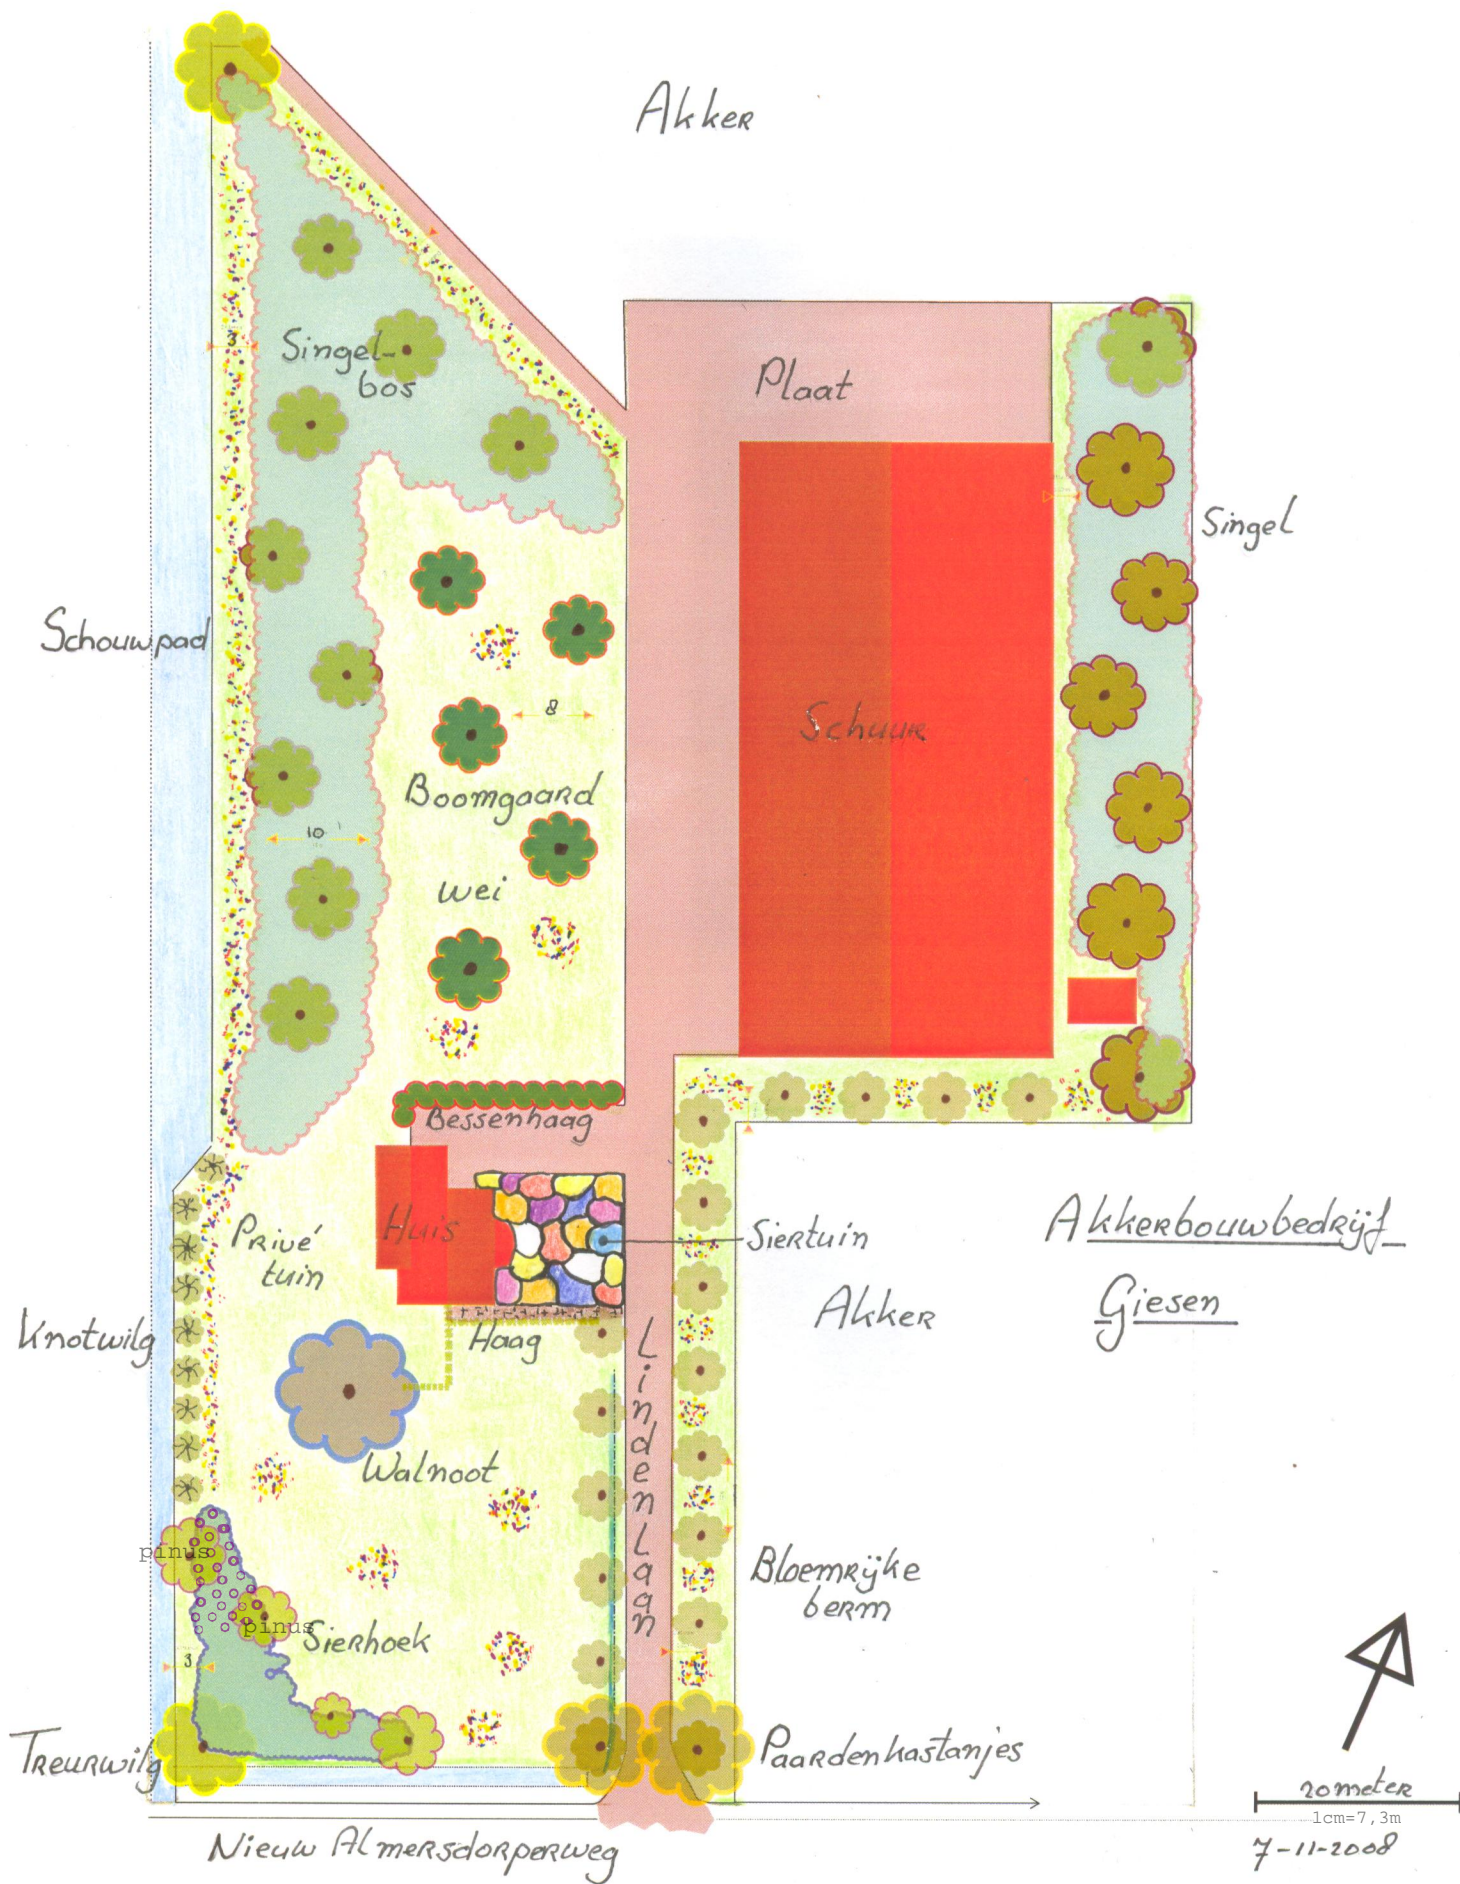 Akker
3
Singel-
bos
Plaat
Singel
Schouwpad
8
Schuur
Boomgaard
10
Wei
Bessenhaag
Privé
tuin
Huis
Siertuin
Akkerbouwbedrijf
Giesen
Akker
Knotwilg
Haag
Lindenlaan
Walnoot
pinus
pinus
Sierhoek
Bloemrijke
berm
3
Treurwilg
Paardenkastanjes
20 meter
1cm=7,3m
Nieuw Almersdorperweg
7-11-2008